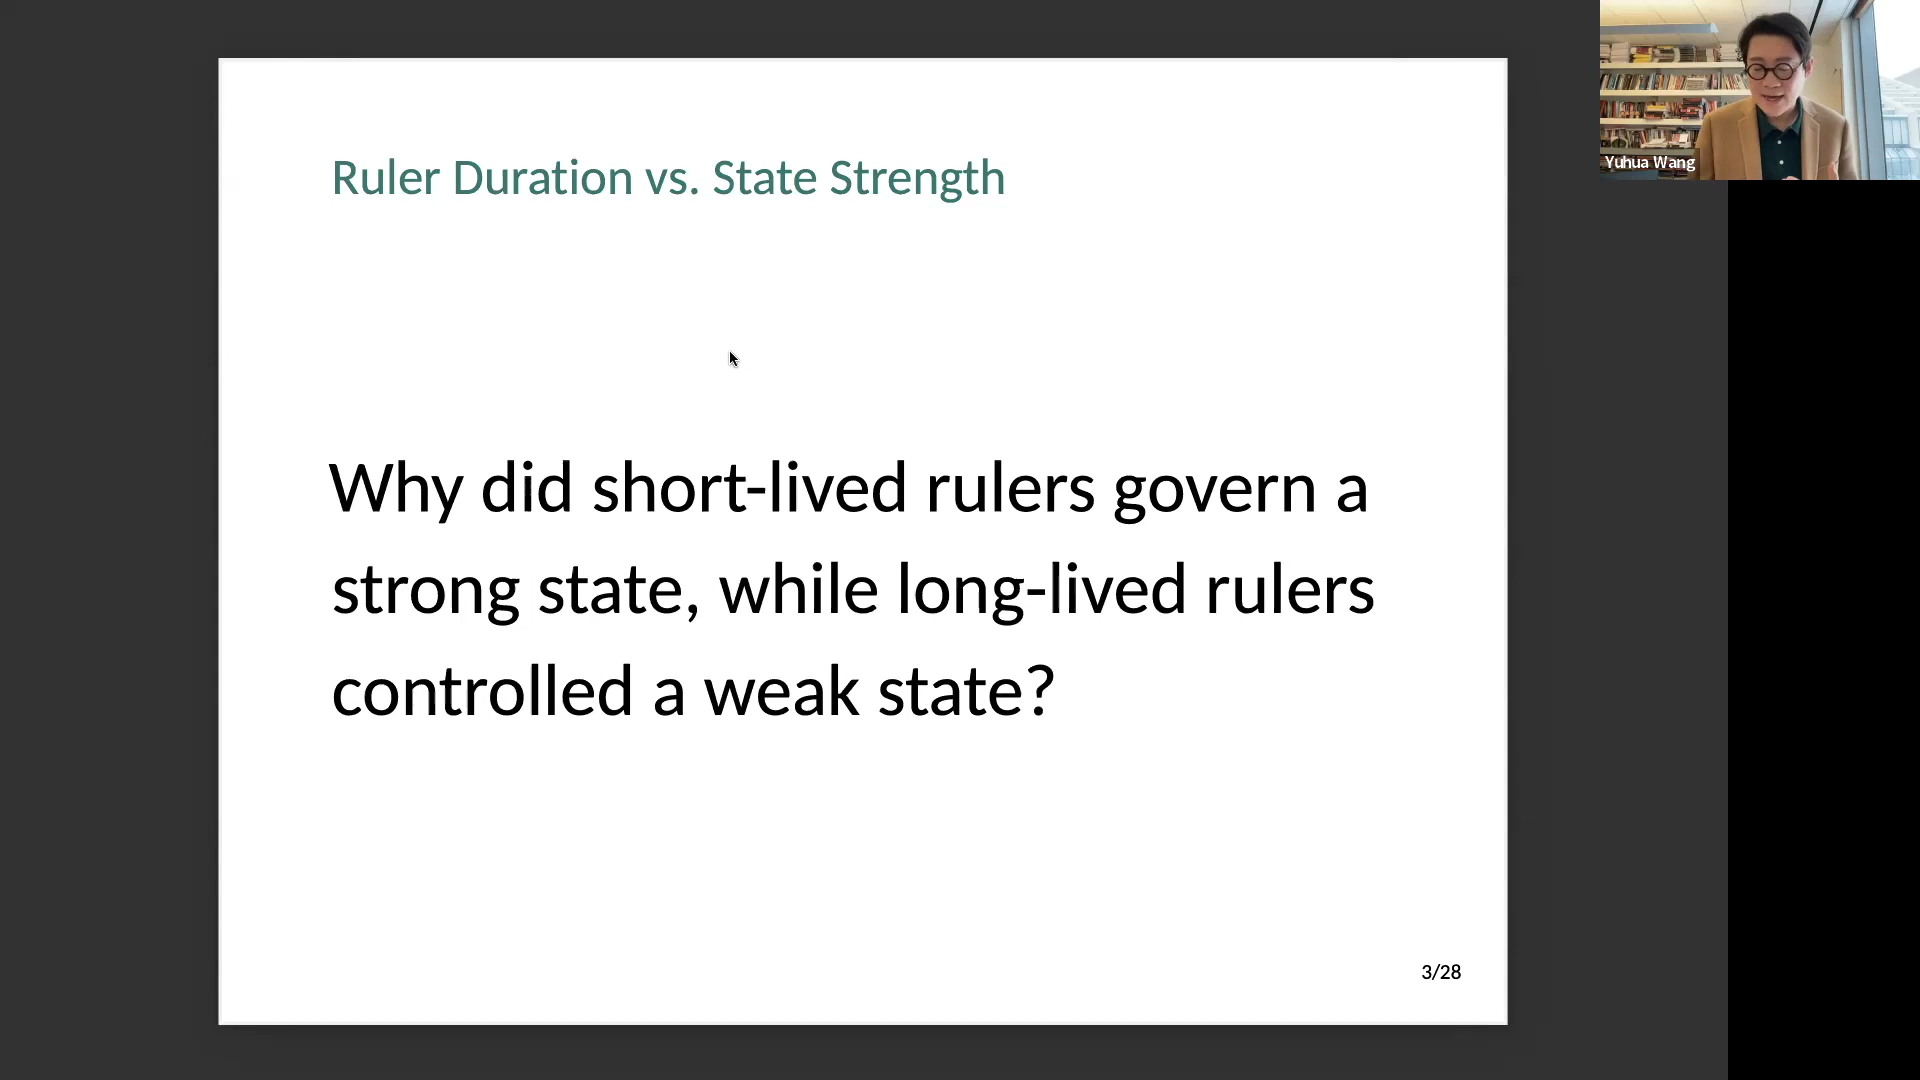 Ruler Duration vs. State Strength
Why did short-lived rulers govern a
strong state, while long-lived rulers
controlled a weak state?
3/28
Yuhua Wang